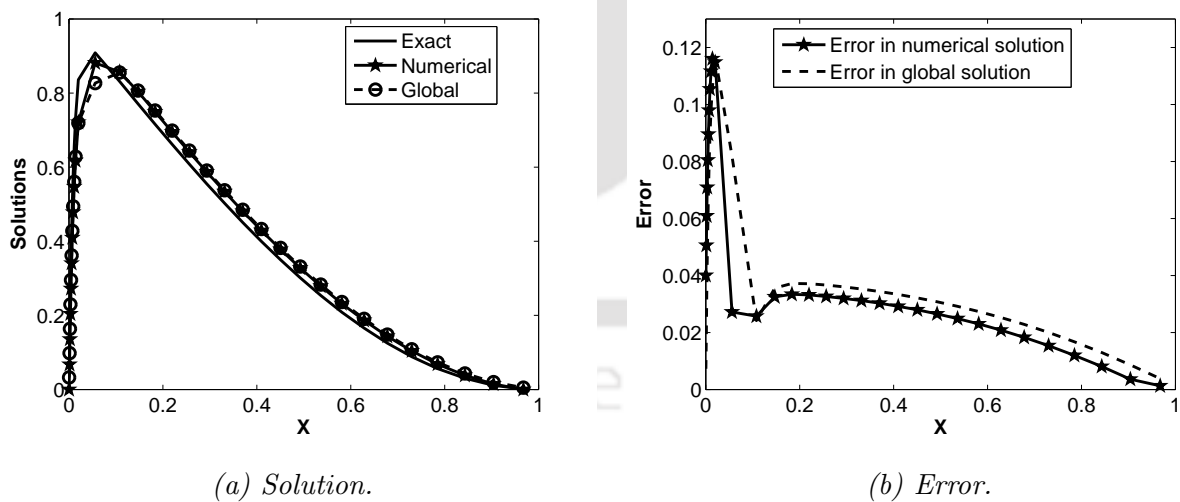 1
0.8
0.6
0.4
0.2
0
0 0.2 0.4 0.6 0.8 1
Solutions
X
Exact
Numerical
Global
(a) Solution.
0.12
0.1
0.08
0.06
0.04
0.02
0
0 0.2 0.4 0.6 0.8 1
Error
X
Error in numerical solution
Error in global solution
(b) Error.